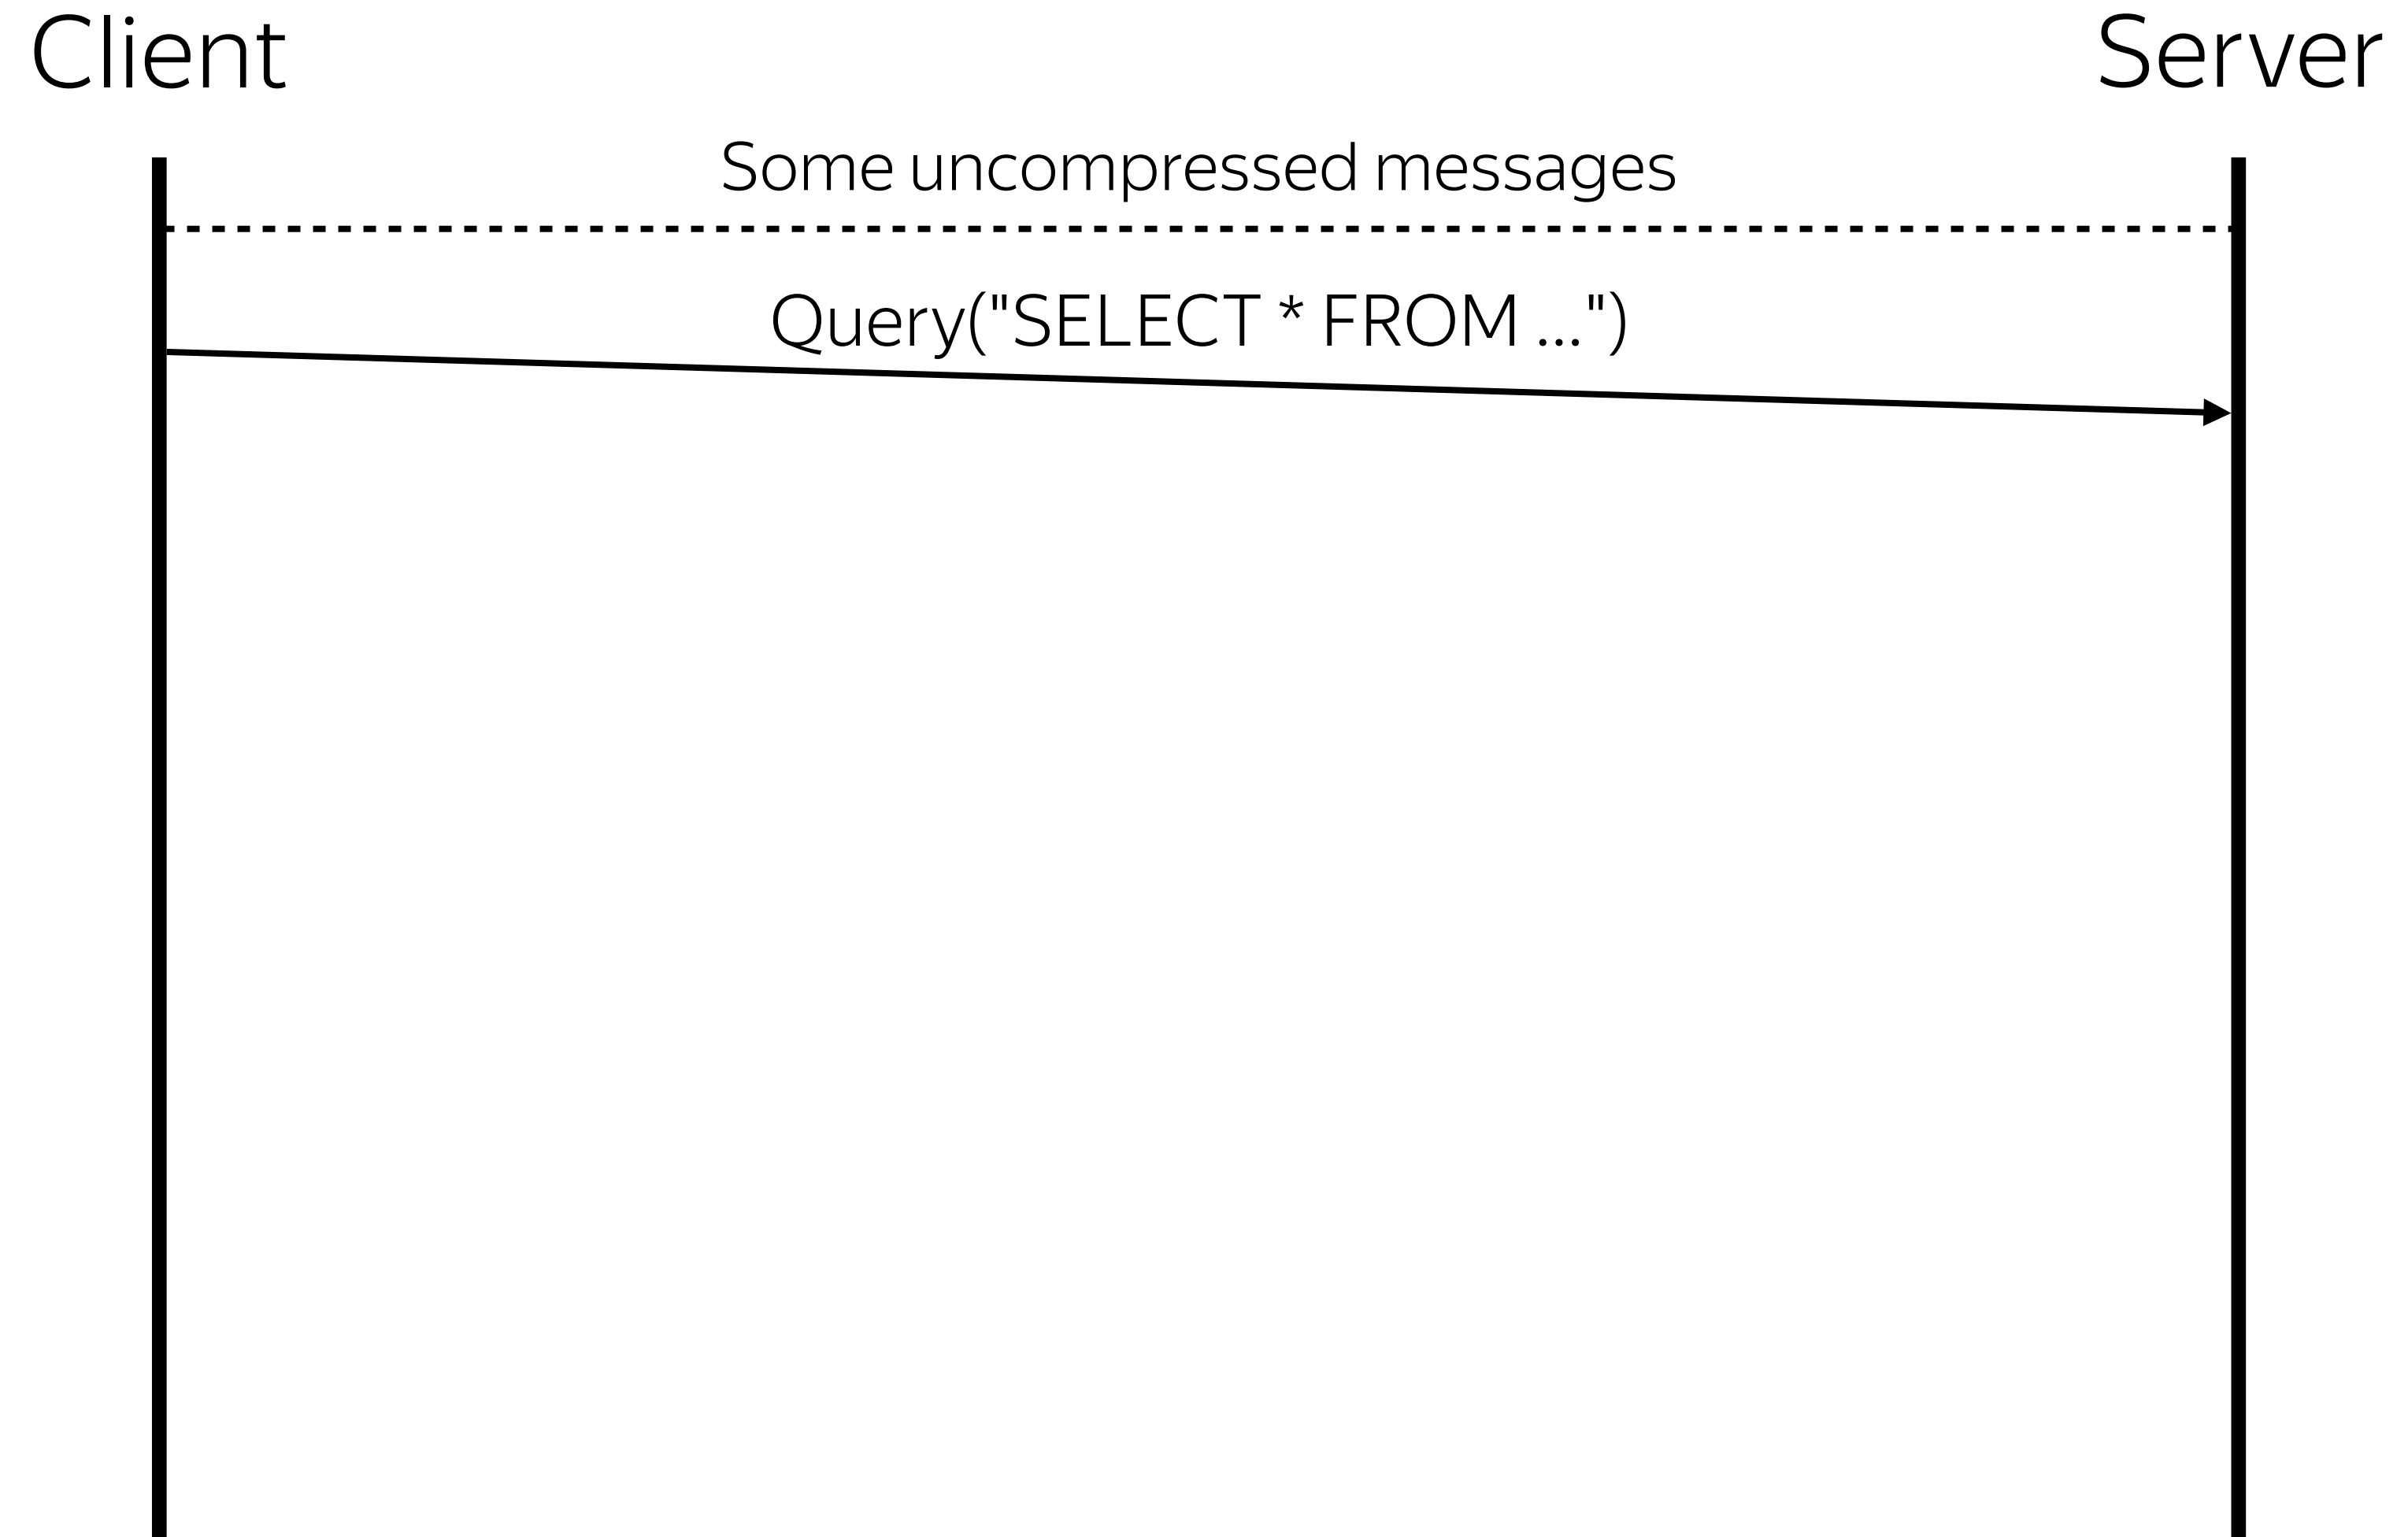 Client
Server
Some uncompressed messages
Query("SELECT * FROM ...")